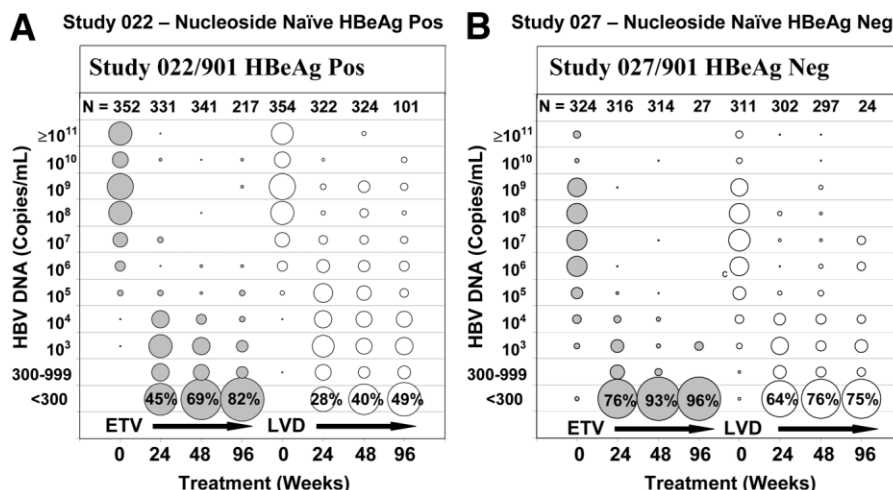 A Study 022 – Nucleoside Naïve HBeAg Pos
Study 022/901 HBeAg Pos
N = 352 331 341 217 354 322 324 101
HBV DNA (Copies/mL)
≥10¹¹
10¹⁰
10⁹
10⁸
10⁷
10⁶
10⁵
10⁴
10³
300-999
<300 45% 69% 82% 28% 40% 49%
ETV LVD
0 24 48 96 0 24 48 96
Treatment (Weeks)
B Study 027 – Nucleoside Naïve HBeAg Neg
Study 027/901 HBeAg Neg
N = 324 316 314 27 311 302 297 24
HBV DNA (Copies/mL)
≥10¹¹
10¹⁰
10⁹
10⁸
10⁷
10⁶
c
10⁵
10⁴
10³
300-999
<300 76% 93% 96% 64% 76% 75%
ETV LVD
0 24 48 96 0 24 48 96
Treatment (Weeks)